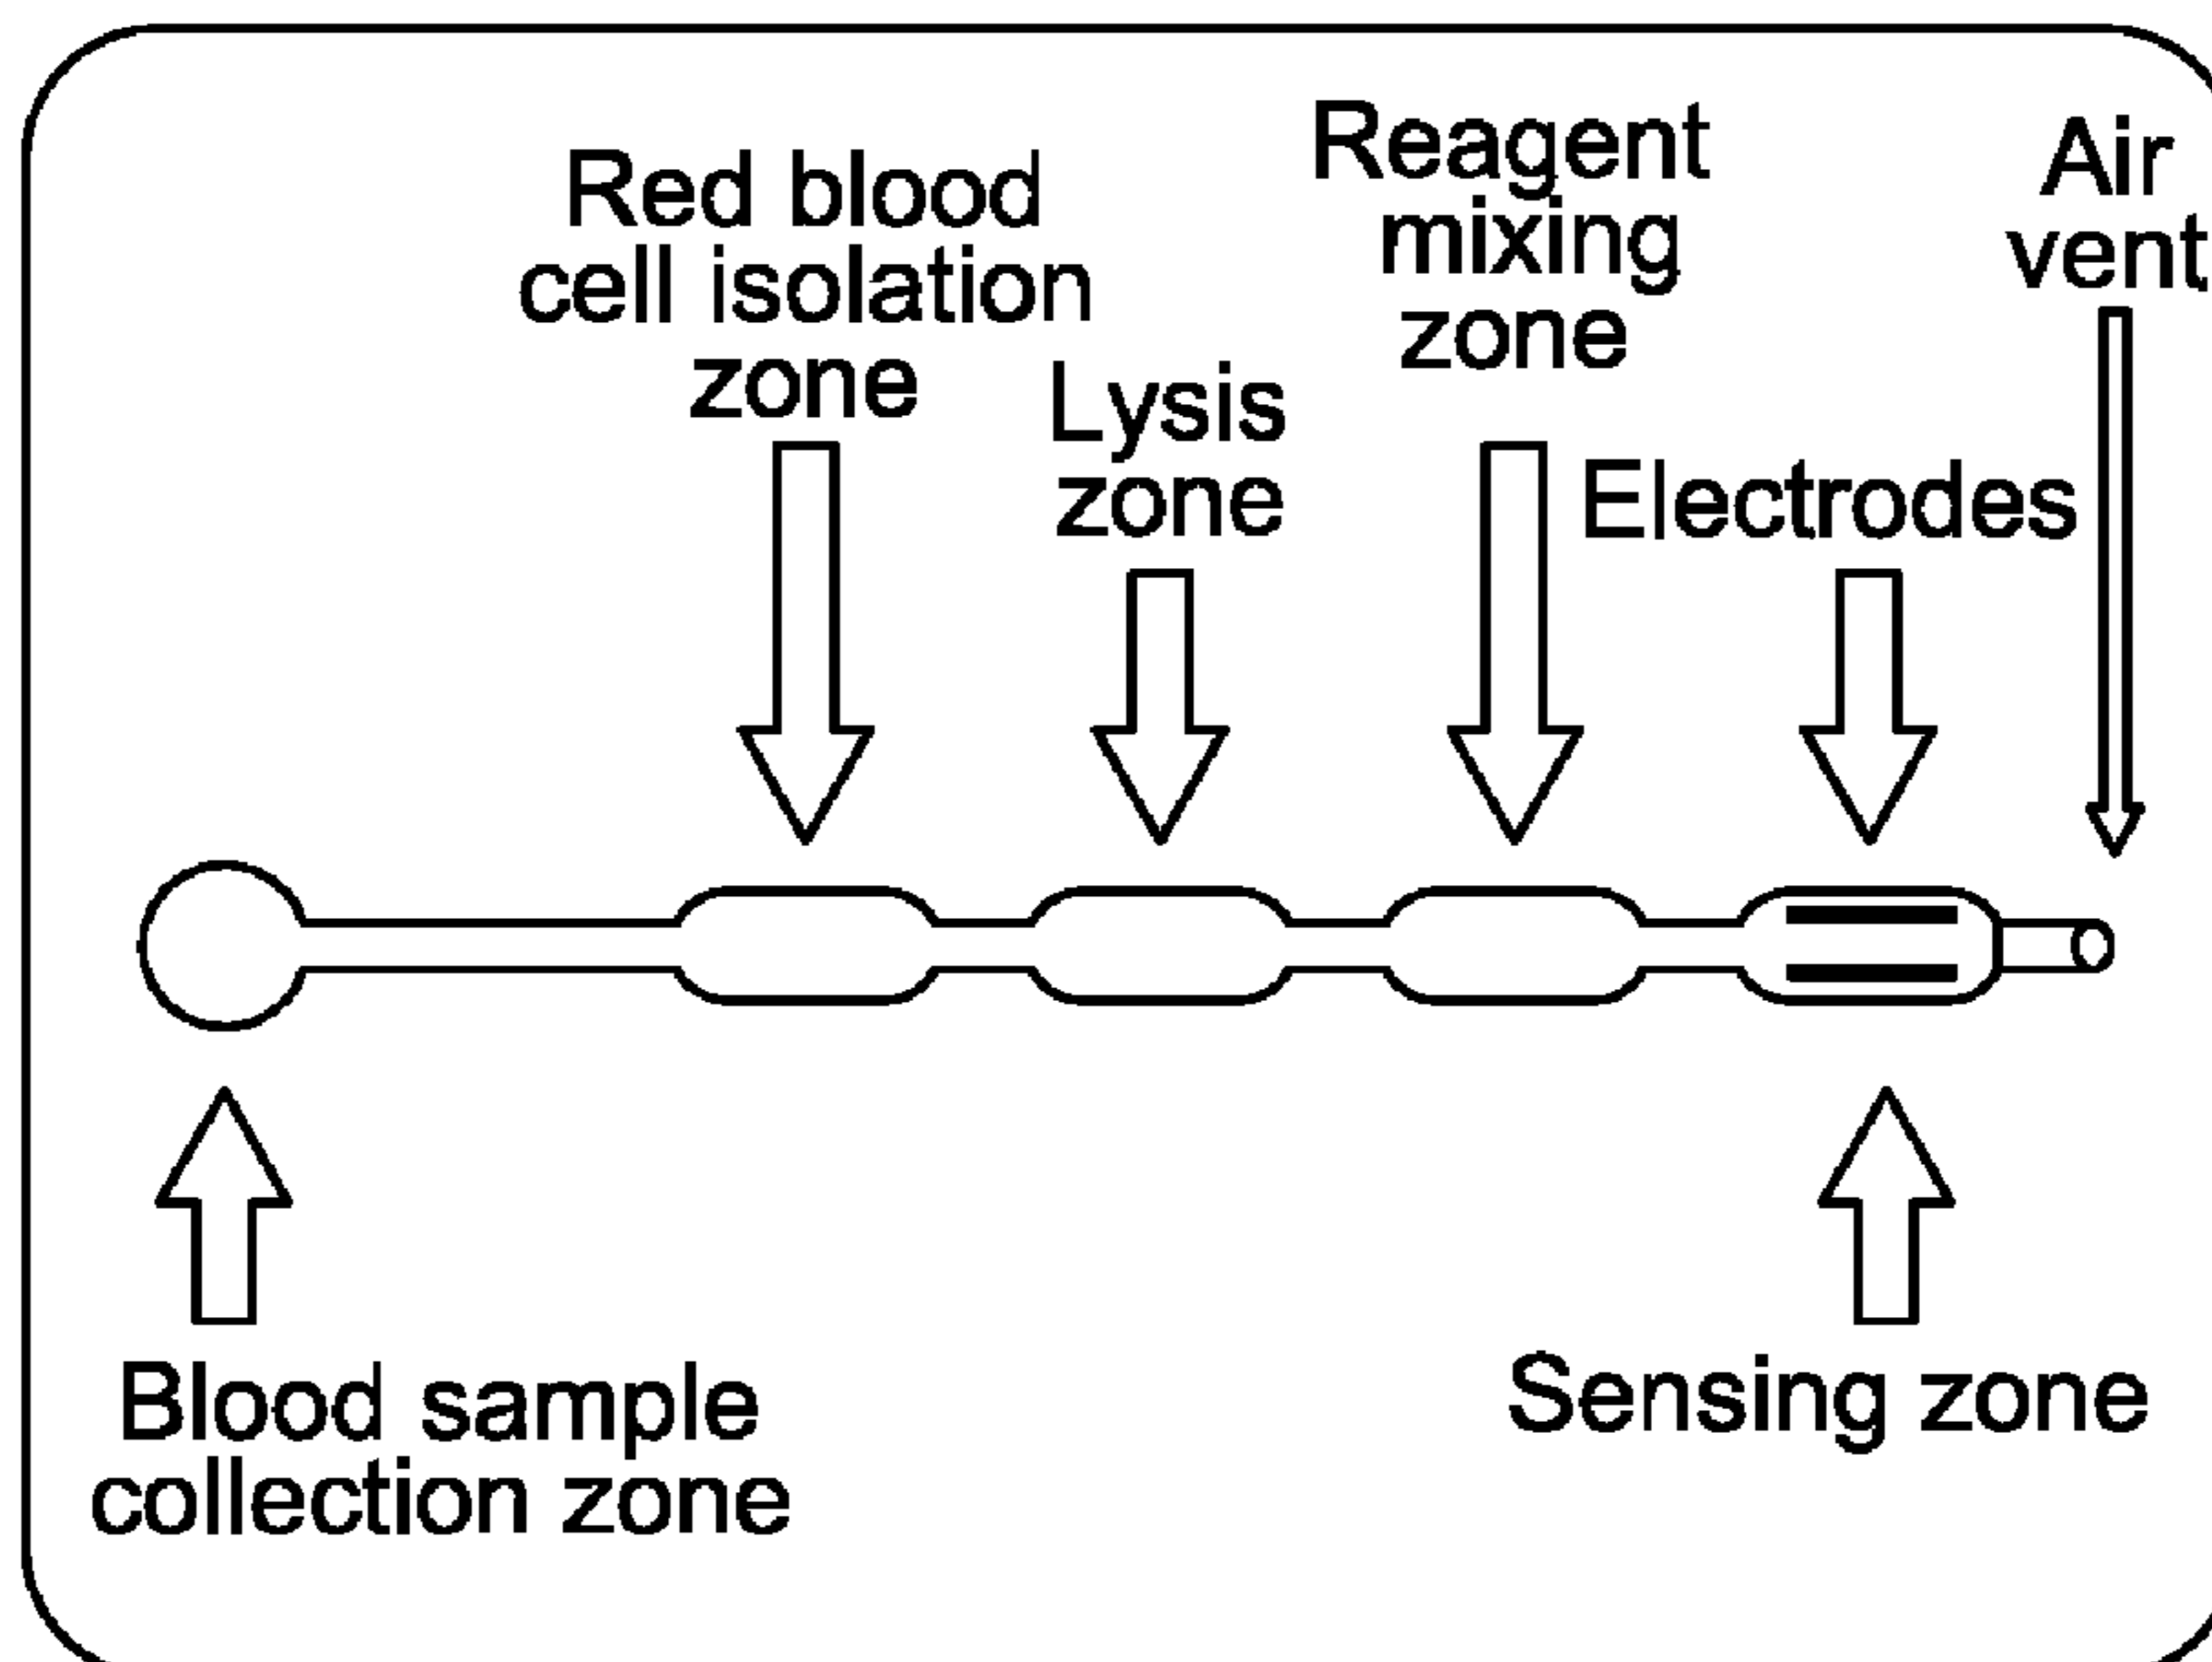 Red blood
cell isolation
zone
Lysis
zone
Reagent
mixing
zone
Electrodes
Air
vent
Blood sample
collection zone
Sensing zone